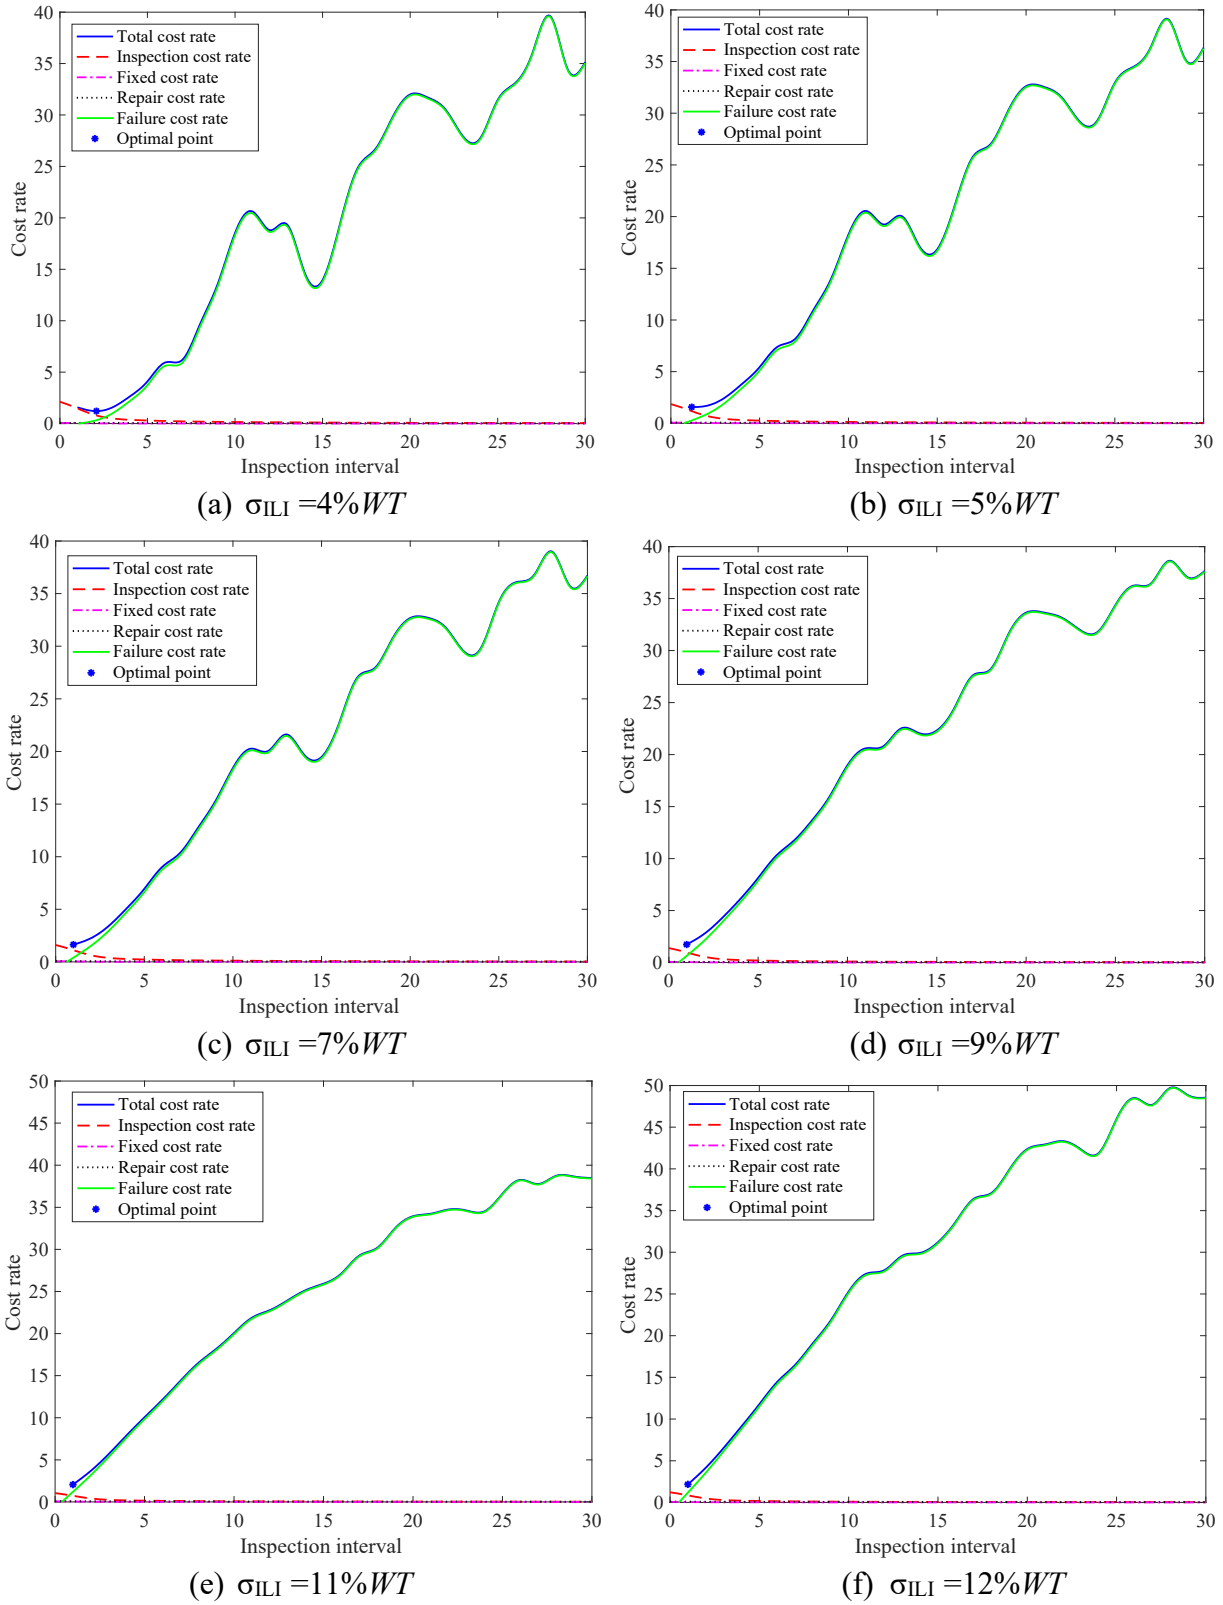 40
35
30
25
20
15
10
5
0
Cost rate
Total cost rate
Inspection cost rate
Fixed cost rate
Repair cost rate
Failure cost rate
Optimal point
0 5 10 15 20 25 30
Inspection interval
(a) σILI =4%WT
40
35
30
25
20
15
10
5
0
Cost rate
Total cost rate
Inspection cost rate
Fixed cost rate
Repair cost rate
Failure cost rate
Optimal point
0 5 10 15 20 25 30
Inspection interval
(b) σILI =5%WT
40
35
30
25
20
15
10
5
0
Cost rate
Total cost rate
Inspection cost rate
Fixed cost rate
Repair cost rate
Failure cost rate
Optimal point
0 5 10 15 20 25 30
Inspection interval
(c) σILI =7%WT
40
35
30
25
20
15
10
5
0
Cost rate
Total cost rate
Inspection cost rate
Fixed cost rate
Repair cost rate
Failure cost rate
Optimal point
0 5 10 15 20 25 30
Inspection interval
(d) σILI =9%WT
50
45
40
35
30
25
20
15
10
5
0
Cost rate
Total cost rate
Inspection cost rate
Fixed cost rate
Repair cost rate
Failure cost rate
Optimal point
0 5 10 15 20 25 30
Inspection interval
(e) σILI =11%WT
50
45
40
35
30
25
20
15
10
5
0
Cost rate
Total cost rate
Inspection cost rate
Fixed cost rate
Repair cost rate
Failure cost rate
Optimal point
0 5 10 15 20 25 30
Inspection interval
(f) σILI =12%WT